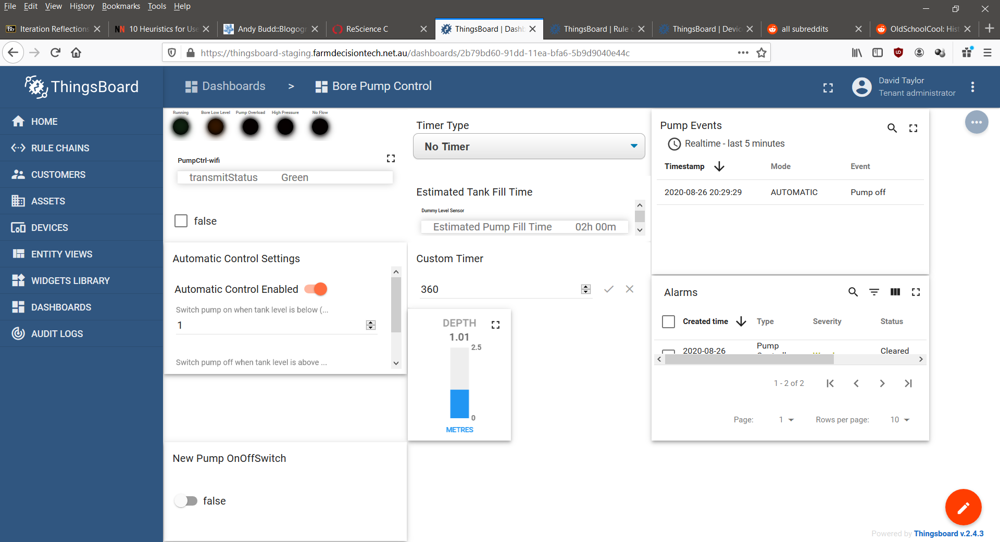 File Edit View History Bookmarks Tools Help
Iteration Reflections
10 Heuristics for Use
Andy Budd::Blogogr
ReScience C
ThingsBoard | Dashb
ThingsBoard | Rule c
ThingsBoard | Devic
all subreddits
OldSchoolCool: Hist
https://thingsboard-staging.farmdecisiontech.net.au/dashboards/2b79bd60-91dd-11ea-bfa6-5b9d9040e44c
ThingsBoard
Dashboards > Bore Pump Control
David Taylor
Tenant administrator
HOME
RULE CHAINS
CUSTOMERS
ASSETS
DEVICES
ENTITY VIEWS
WIDGETS LIBRARY
DASHBOARDS
AUDIT LOGS
Running Bore Low Level Pump Overload High Pressure No Flow
PumpCtrl-wifi
transmitStatus Green
false
Automatic Control Settings
Automatic Control Enabled
Switch pump on when tank level is below (...
1
Switch pump off when tank level is above ...
New Pump OnOffSwitch
false
Timer Type
No Timer
Estimated Tank Fill Time
Dummy Level Sensor
Estimated Pump Fill Time 02h 00m
Custom Timer
360
DEPTH
1.01
2.5
0
METRES
Pump Events
Realtime - last 5 minutes
Timestamp Mode Event
2020-08-26 20:29:29 AUTOMATIC Pump off
Alarms
Created time Type Severity Status
2020-08-26 Pump Cleared
1 - 2 of 2
Page: 1 Rows per page: 10
Powered by Thingsboard v.2.4.3